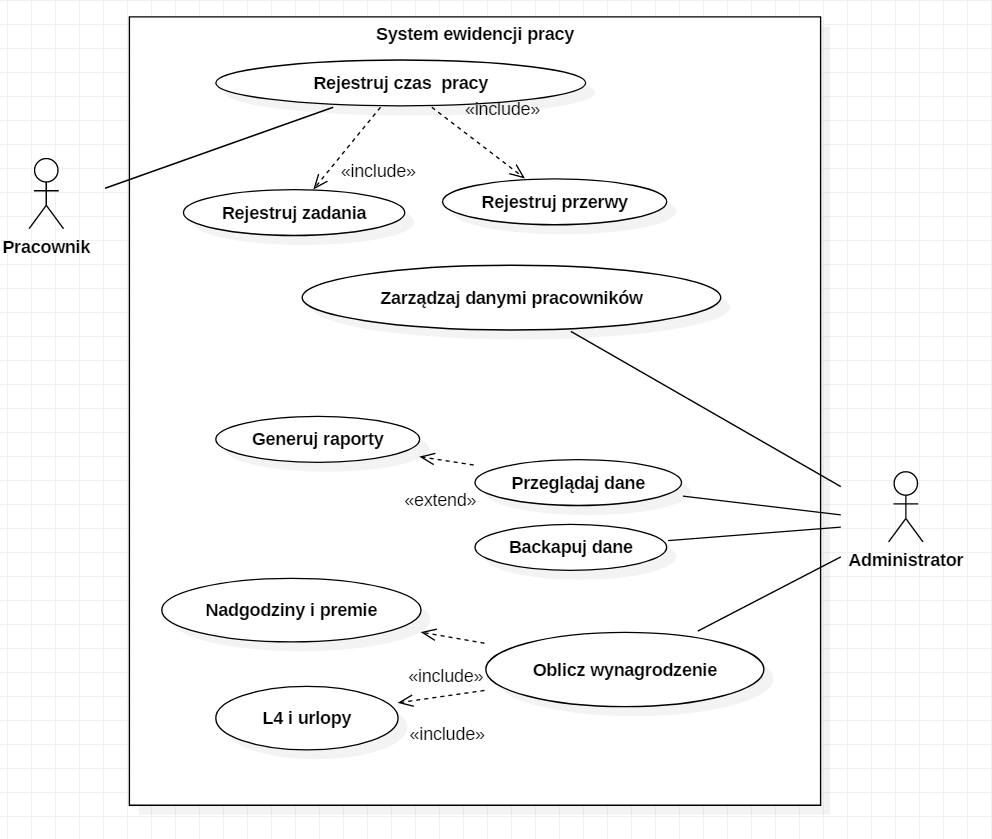 System ewidencji pracy
Rejestruj czas  pracy
«include»
«include»
Rejestruj przerwy
Rejestruj zadania
Pracownik
Zarządzaj danymi pracowników
Generuj raporty
Przeglądaj dane
«extend»
Backapuj dane
Administrator
Nadgodziny i premie
Oblicz wynagrodzenie
«include»
L4 i urlopy
«include»